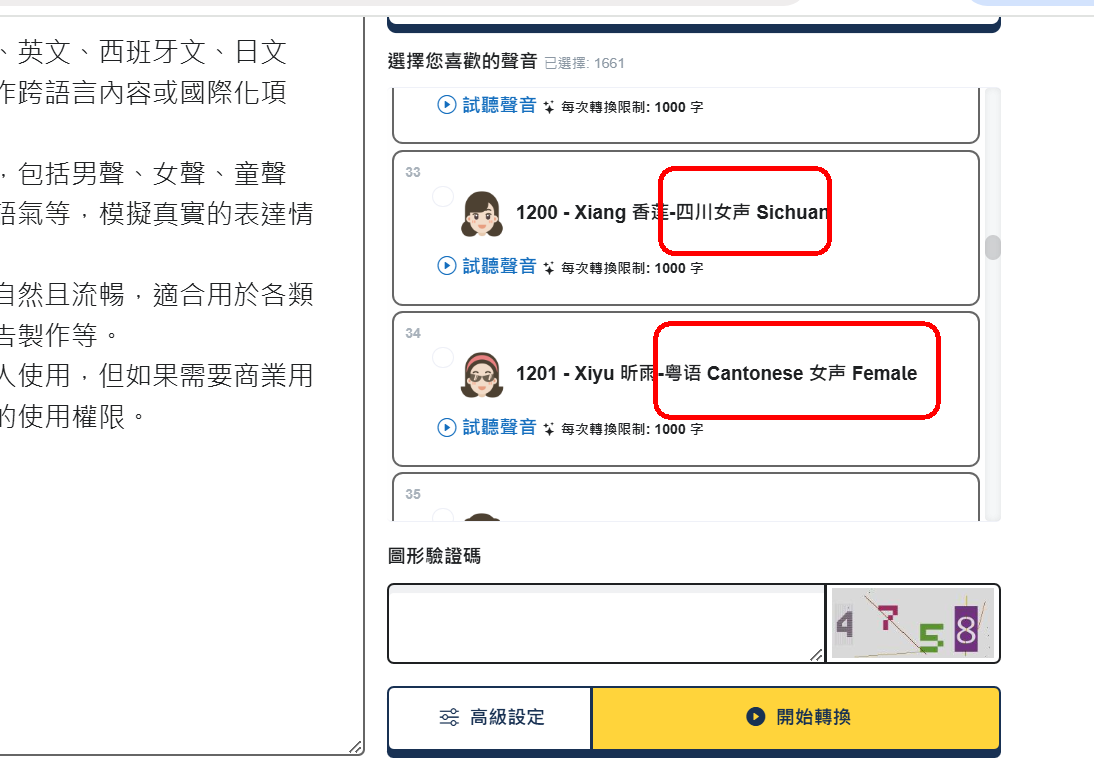 、英文、西班牙文、日文
作跨語言內容或國際化項
，包括男聲、女聲、童聲
語氣等，模擬真實的表達情
自然且流暢，適合用於各類
告製作等。
人使用，但如果需要商業用
的使用權限。
選擇您喜歡的聲音 已選擇: 1661
試聽聲音 每次轉換限制: 1000 字
33
1200 - Xiang 香莲-四川女声 Sichuan
試聽聲音 每次轉換限制: 1000 字
34
1201 - Xiyu 昕雨-粤语 Cantonese 女声 Female
試聽聲音 每次轉換限制: 1000 字
35
圖形驗證碼
4758
高級設定
開始轉換